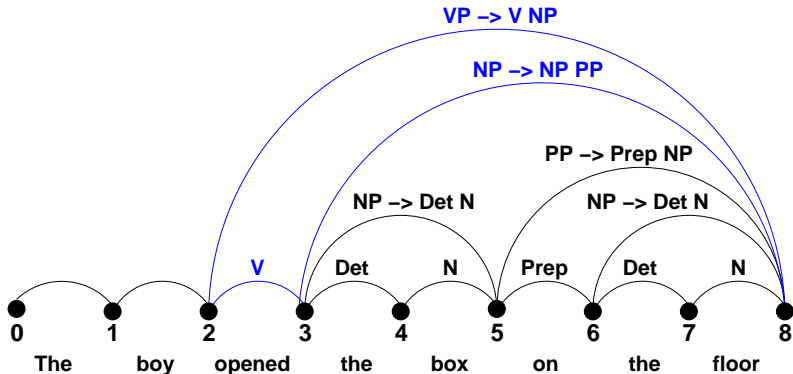 VP –> V NP
NP –> NP PP
PP –> Prep NP
NP –> Det N NP –> Det N
V Det N Prep Det N
0 1 2 3 4 5 6 7 8
The boy opened the box on the floor